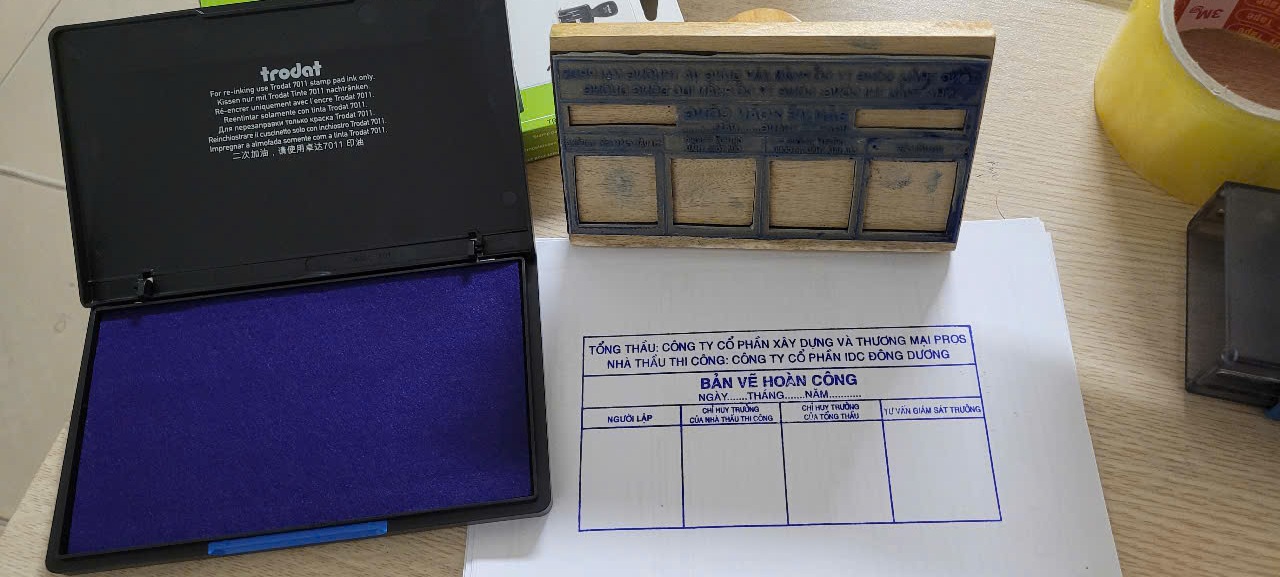 trodat
For re-inking use Trodat 7011 stamp pad ink only.
Kissen nur mit Trodat Tinte 7011 nachtränken.
Ré-encrer uniquement avec l'encre Trodat 7011.
Reentintar solamente con tinta Trodat 7011.
Для перезаправки только краска Trodat 7011.
Reinchiostrare il cuscinetto solo con inchiostro Trodat 7011.
Impregnar a almofada somente com a tinta Trodat 7011.
二次加油，请使用卓达7011 印油
3M
TỔNG THẦU: CÔNG TY CỔ PHẦN XÂY DỰNG VÀ THƯƠNG MẠI PROS
NHÀ THẦU THI CÔNG: CÔNG TY CỔ PHẦN IDC ĐÔNG DƯƠNG
BẢN VẼ HOÀN CÔNG
NGÀY.......THÁNG......NĂM...........
NGƯỜI LẬP
CHỈ HUY TRƯỞNG
CỦA NHÀ THẦU THI CÔNG
CHỈ HUY TRƯỞNG
CỦA TỔNG THẦU
TƯ VẤN GIÁM SÁT TRƯỞNG